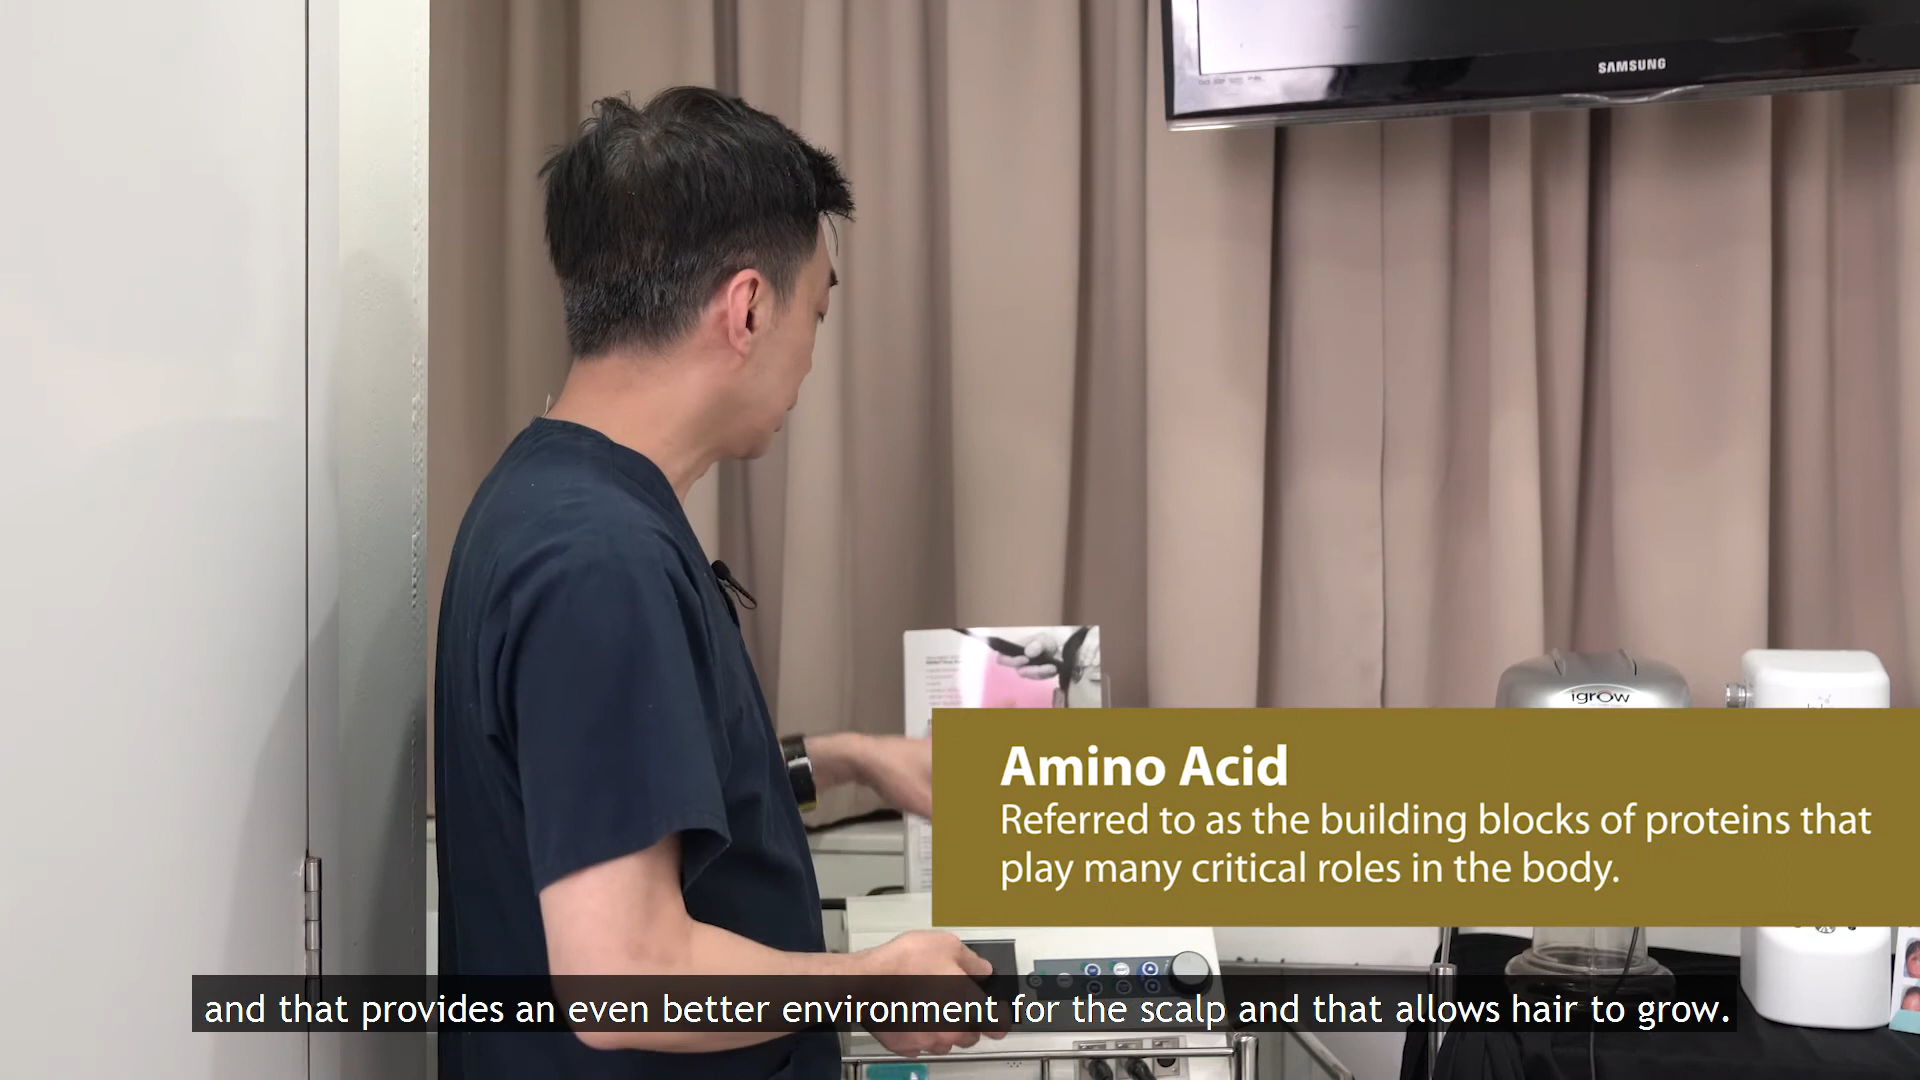 SAMSUNG
igrow
Amino Acid
Referred to as the building blocks of proteins that
play many critical roles in the body.
and that provides an even better environment for the scalp and that allows hair to grow.